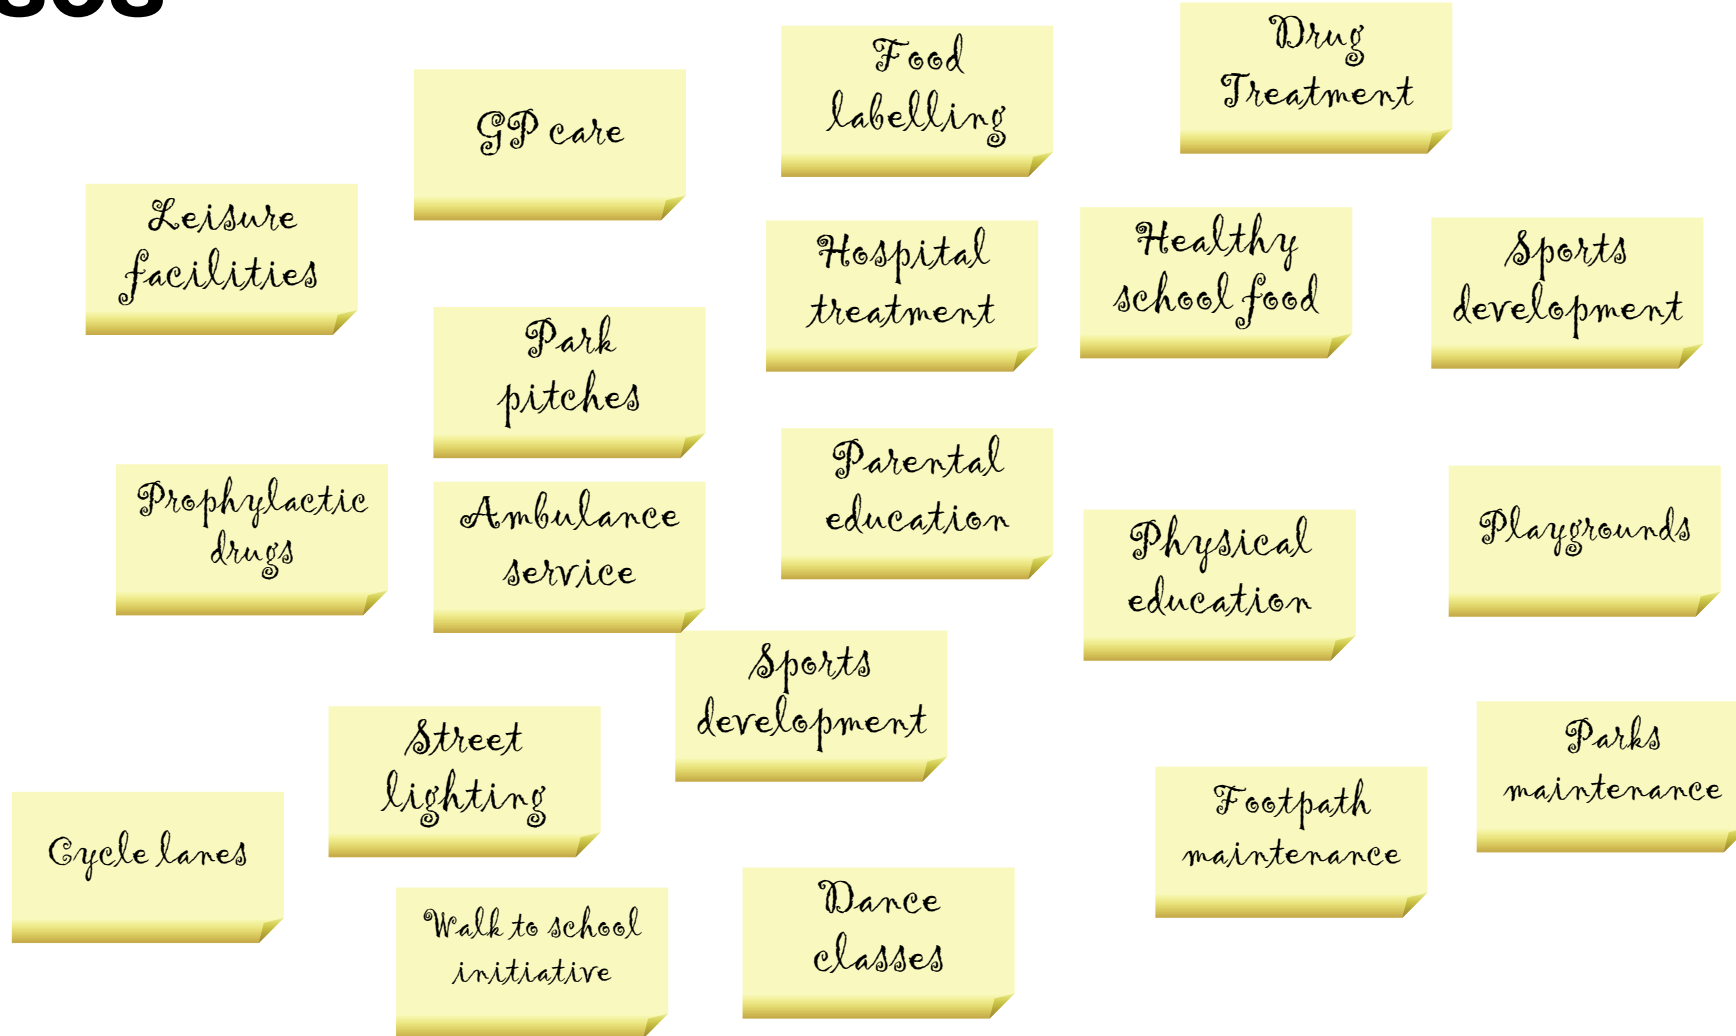 GP care
Food
labelling
Drug
Treatment
Leisure
facilities
Hospital
treatment
Healthy
school food
Sports
development
Park
pitches
Prophylactic
drugs
Ambulance
service
Parental
education
Physical
education
Playgrounds
Sports
development
Street
lighting
Parks
maintenance
Cycle lanes
Footpath
maintenance
Walk to school
initiative
Dance
classes